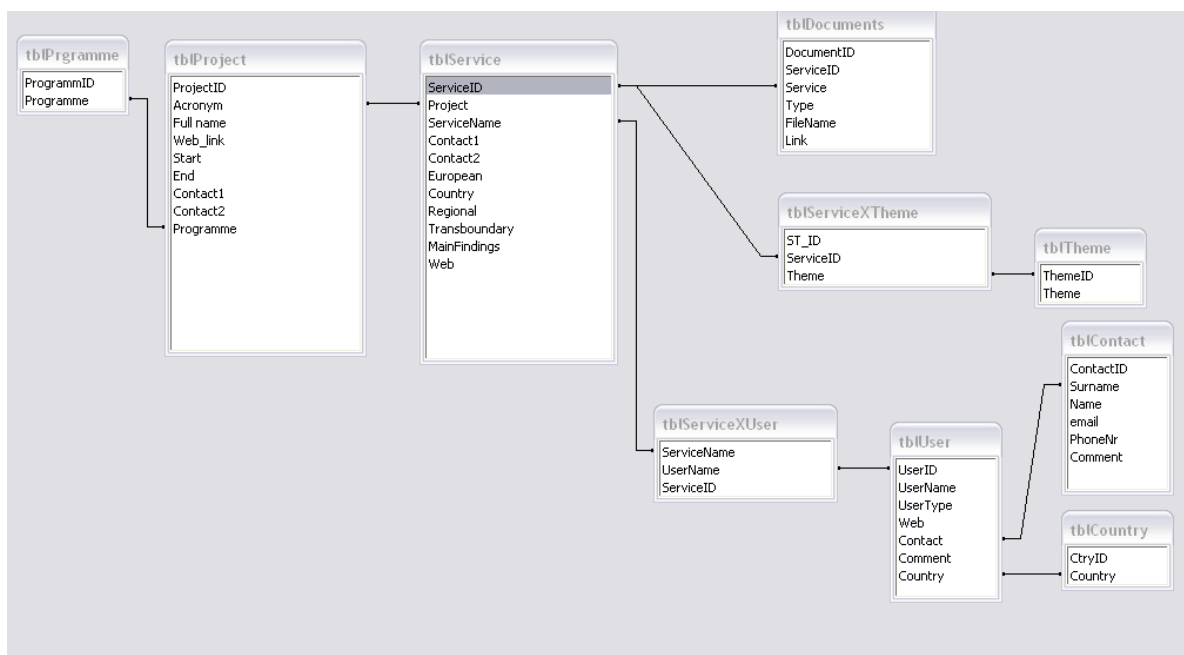 tblPrgramme
ProgrammID
Programme
tblProject
ProjectID
Acronym
Full name
Web_link
Start
End
Contact1
Contact2
Programme
tblService
ServiceID
Project
ServiceName
Contact1
Contact2
European
Country
Regional
Transboundary
MainFindings
Web
tblDocuments
DocumentID
ServiceID
Service
Type
FileName
Link
tblServiceXTheme
ST_ID
ServiceID
Theme
tblTheme
ThemeID
Theme
tblServiceXUser
ServiceName
UserName
ServiceID
tblUser
UserID
UserName
UserType
Web
Contact
Comment
Country
tblContact
ContactID
Surname
Name
email
PhoneNr
Comment
tblCountry
CtryID
Country